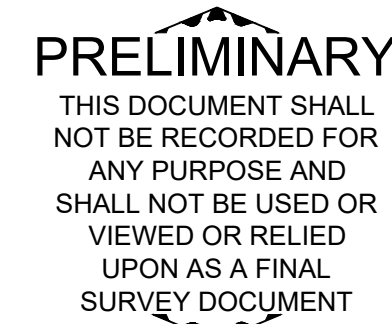 PRELIMINARY
THIS DOCUMENT SHALL
NOT BE RECORDED FOR
ANY PURPOSE AND
SHALL NOT BE USED OR
VIEWED OR RELIED
UPON AS A FINAL
SURVEY DOCUMENT